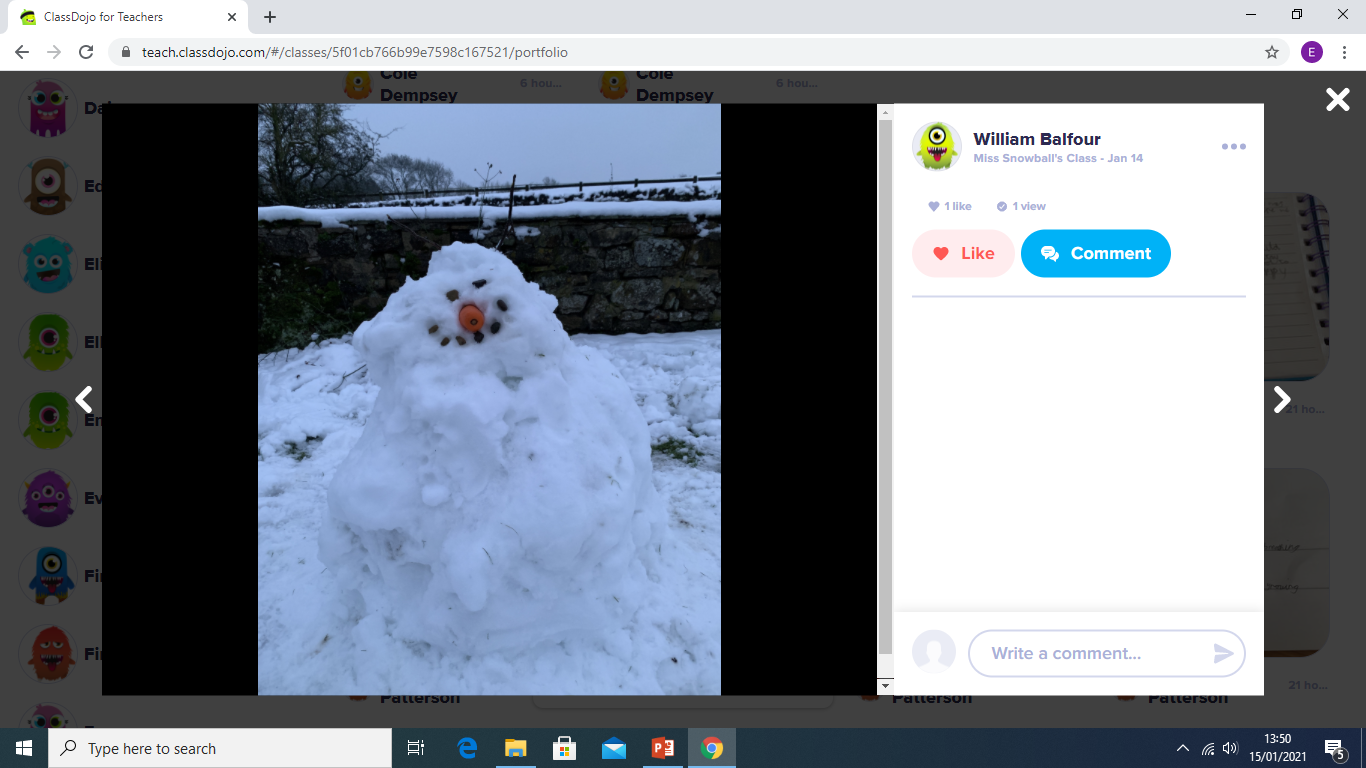 ClassDojo for Teachers
teach.classdojo.com/#/classes/5f01cb766b99e7598c167521/portfolio
Cole
Dempsey
6 hou...
Cole
Dempsey
6 hou...
William Balfour
Miss Snowball's Class - Jan 14
1 like
1 view
Like
Comment
21 ho...
Write a comment...
21 ho...
Patterson
Patterson
Patterson
Type here to search
13:50
15/01/2021
5
E